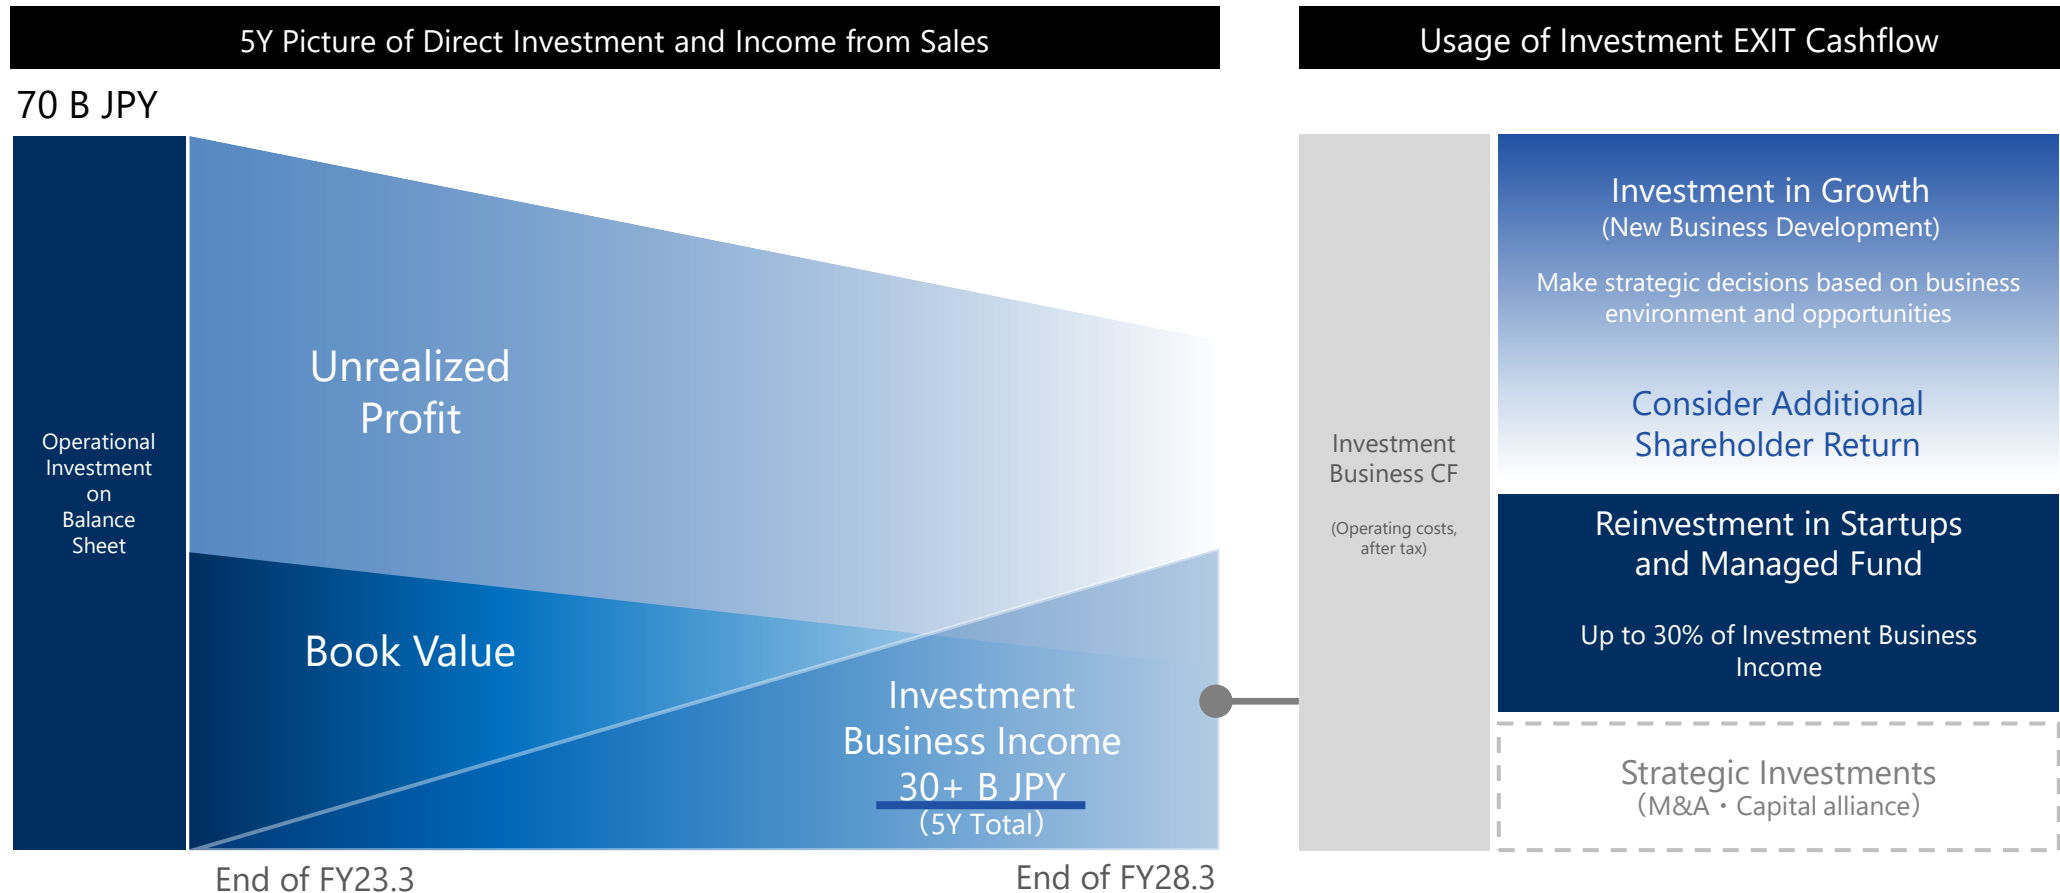 5Y Picture of Direct Investment and Income from Sales
70 B JPY
Operational
Investment
on
Balance
Sheet
Unrealized
Profit
Book Value
Investment
Business Income
30+ B JPY
（5Y Total）
End of FY23.3
End of FY28.3
Usage of Investment EXIT Cashflow
Investment
Business CF
(Operating costs,
after tax)
Investment in Growth
(New Business Development)
Make strategic decisions based on business
environment and opportunities
Consider Additional
Shareholder Return
Reinvestment in Startups
and Managed Fund
Up to 30% of Investment Business
Income
Strategic Investments
（M&A・Capital alliance）